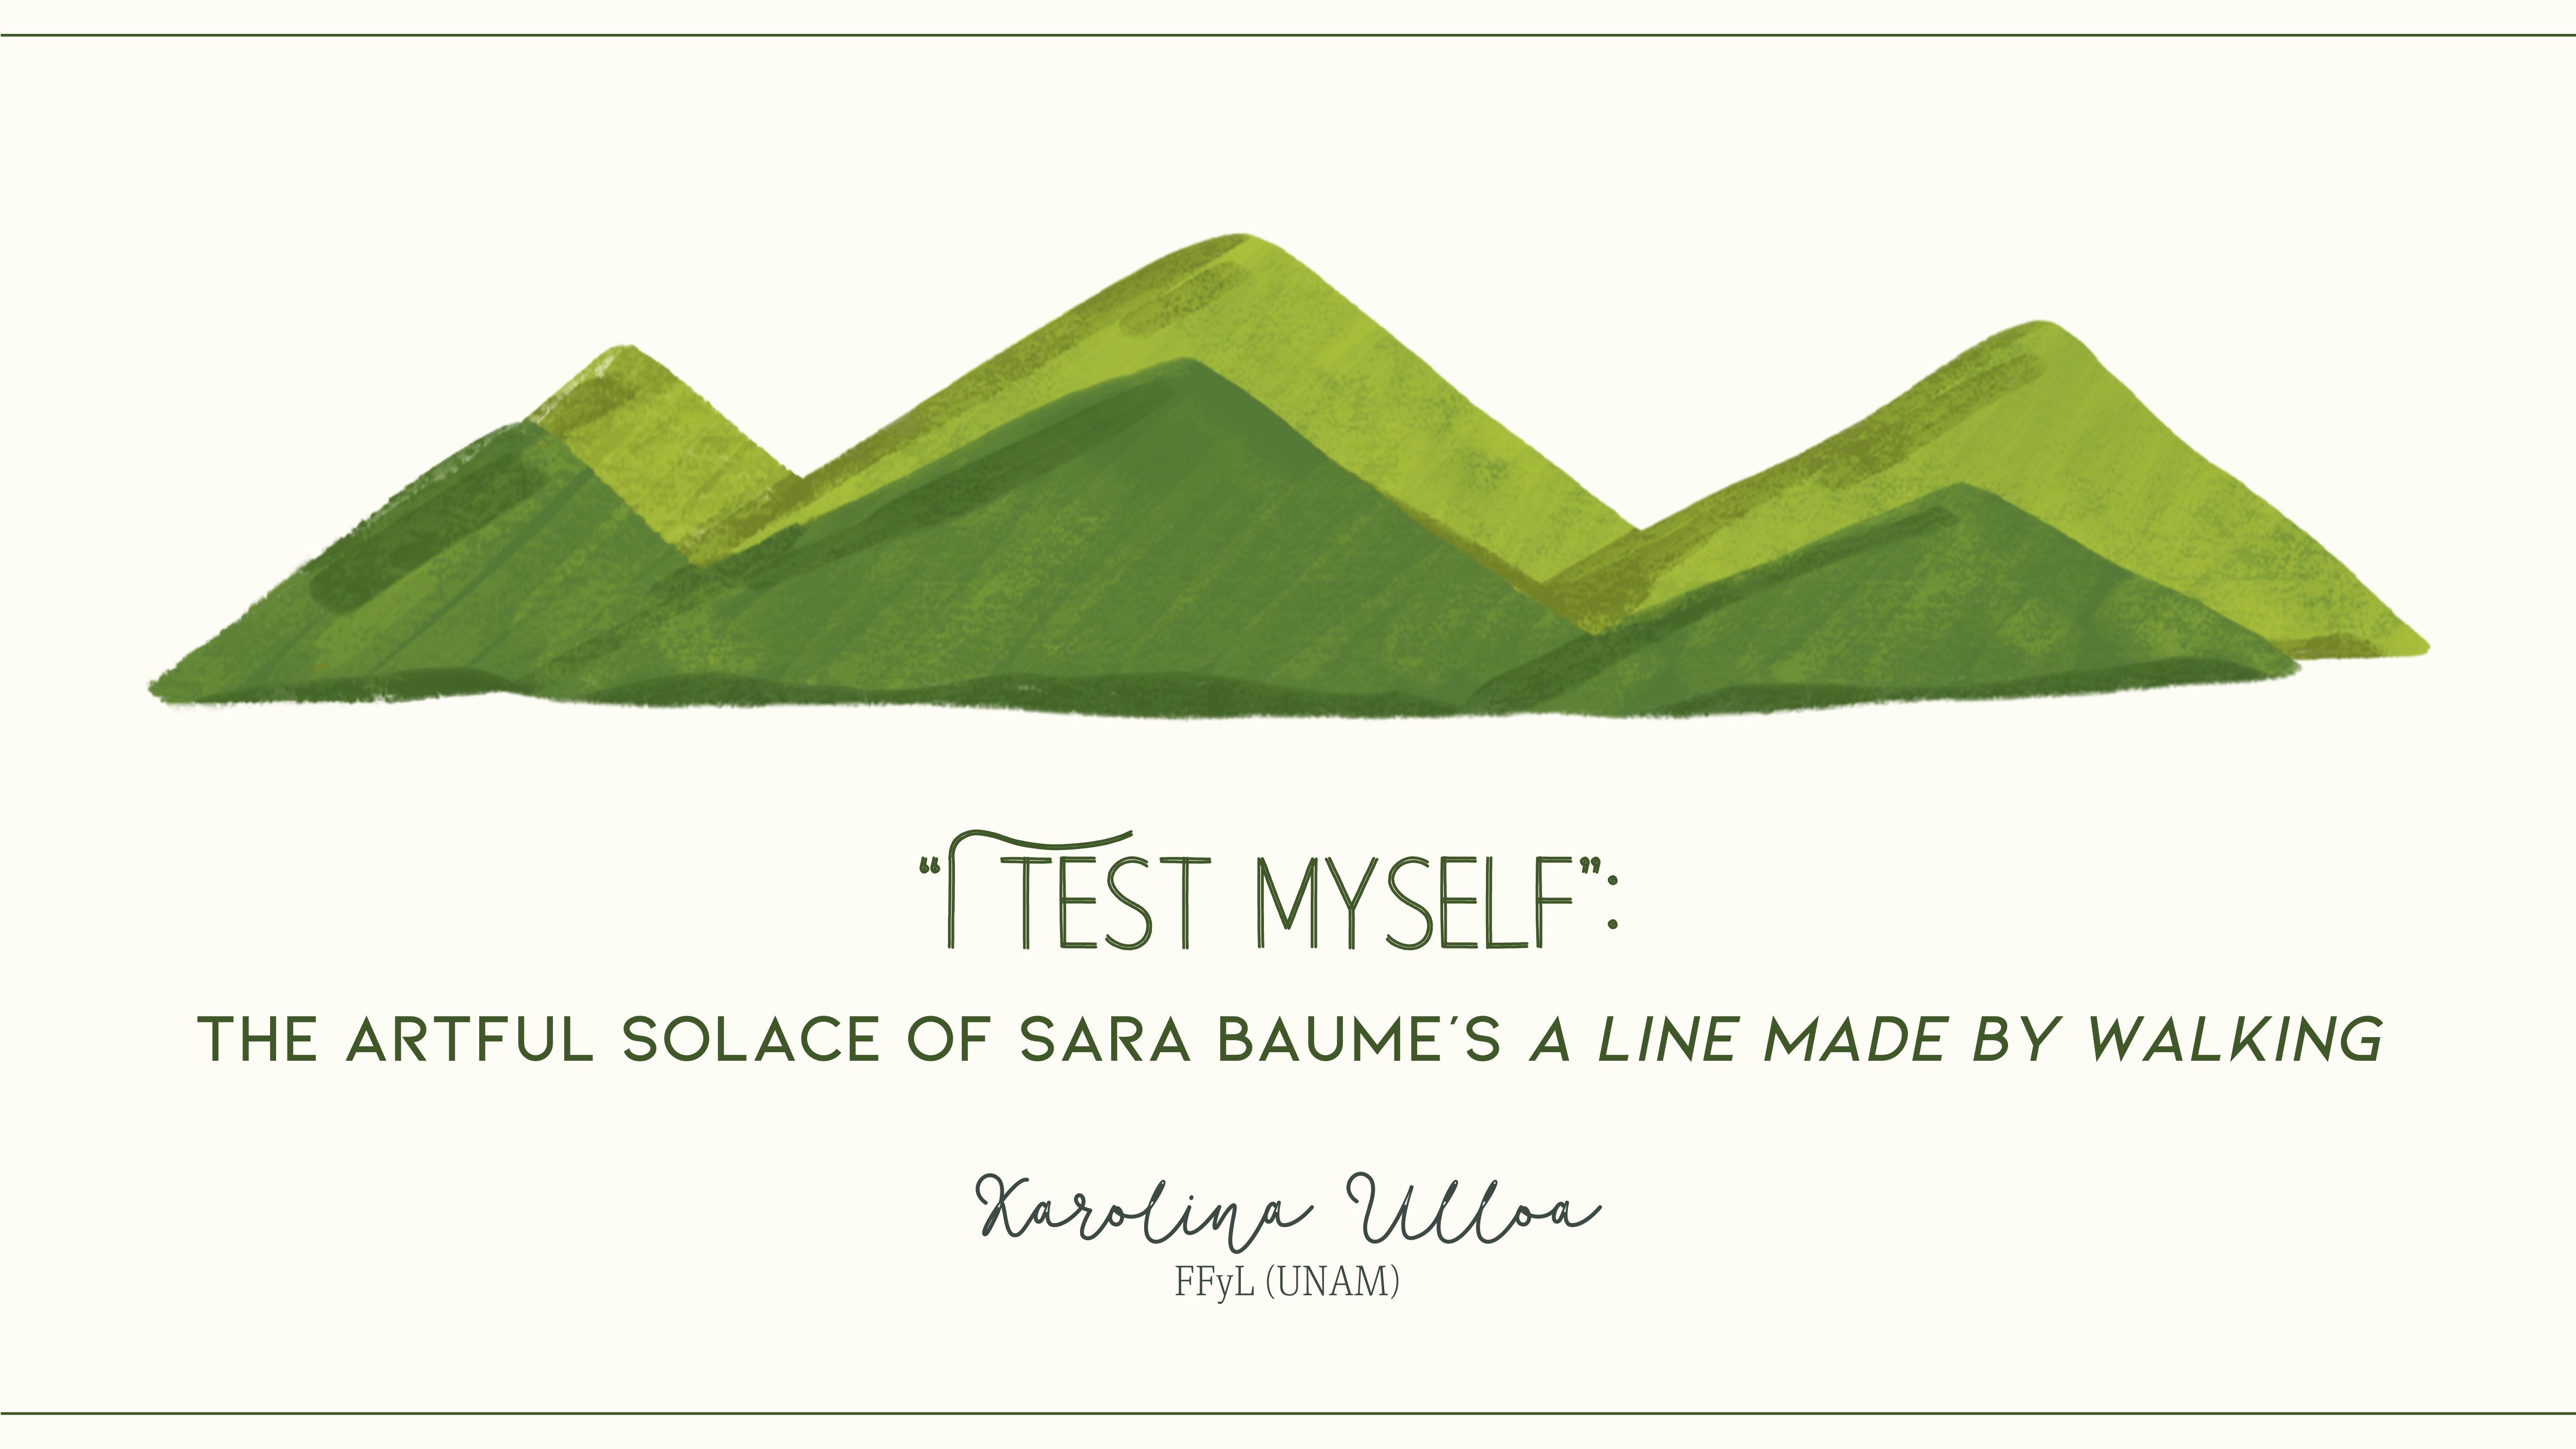 “I TEST MYSELF”:
THE ARTFUL SOLACE OF SARA BAUME’S A LINE MADE BY WALKING
Karolina Ulloa
FFyL (UNAM)